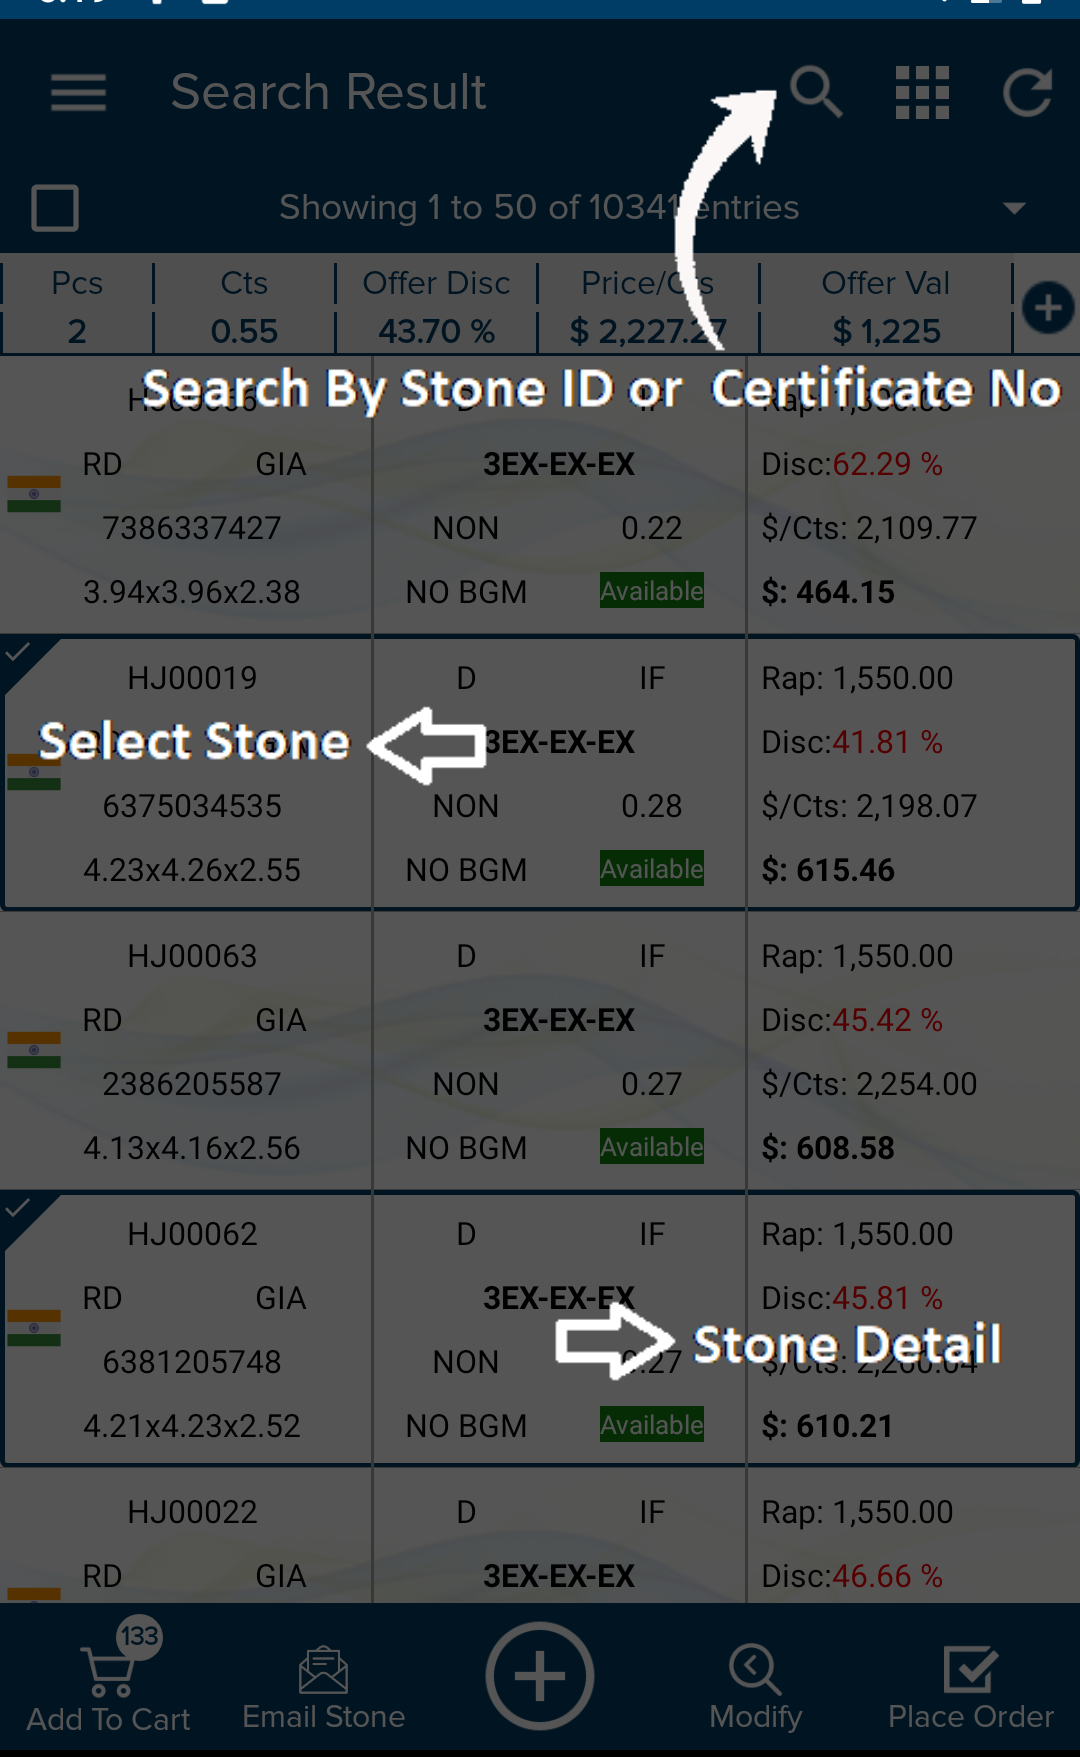 Search Result
Showing 1 to 50 of 10341 entries
Pcs Cts Offer Disc Price/Cts Offer Val
2 0.55 43.70 % $ 2,227.27 $ 1,225
Search By Stone ID or Certificate No
RD GIA 3EX-EX-EX Disc:62.29 %
7386337427 NON 0.22 $/Cts: 2,109.77
3.94x3.96x2.38 NO BGM Available $: 464.15
HJ00019 D IF Rap: 1,550.00
Select Stone 3EX-EX-EX Disc:41.81 %
6375034535 NON 0.28 $/Cts: 2,198.07
4.23x4.26x2.55 NO BGM Available $: 615.46
HJ00063 D IF Rap: 1,550.00
RD GIA 3EX-EX-EX Disc:45.42 %
2386205587 NON 0.27 $/Cts: 2,254.00
4.13x4.16x2.56 NO BGM Available $: 608.58
HJ00062 D IF Rap: 1,550.00
RD GIA 3EX-EX-EX Disc:45.81 %
Stone Detail
6381205748 NON 0.27 $/Cts:
4.21x4.23x2.52 NO BGM Available $: 610.21
HJ00022 D IF Rap: 1,550.00
RD GIA 3EX-EX-EX Disc:46.66 %
133
Add To Cart Email Stone Modify Place Order